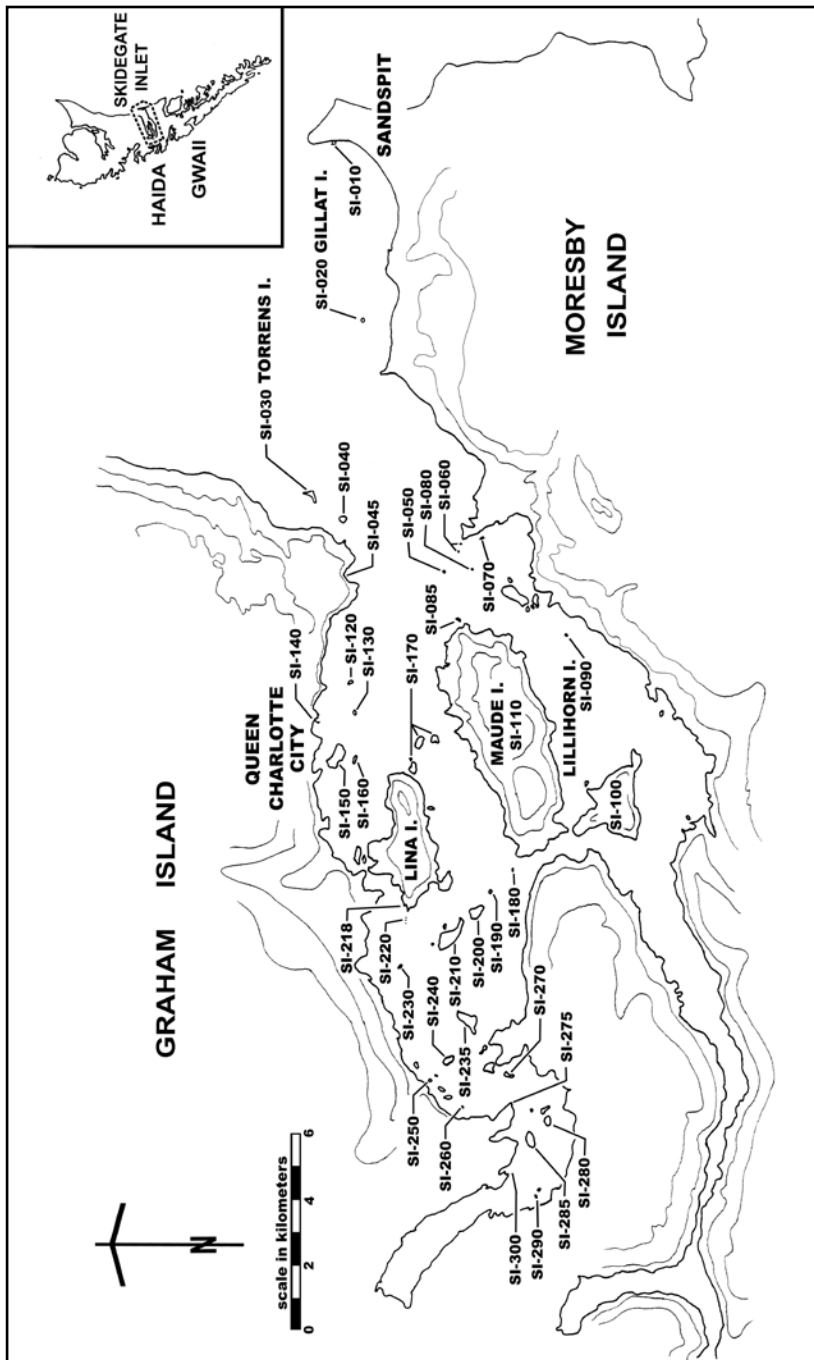 SKIDEGATE
INLET
HAIDA
GWAII
GRAHAM ISLAND
MORESBY
ISLAND
SANDSPIT
SI-010
SI-020 GILLAT I.
SI-030 TORRENS I.
SI-040
SI-045
SI-050
SI-080
SI-060
SI-070
SI-085
SI-090
LILLIHORN I.
MAUDE I.
SI-110
SI-100
SI-120
SI-130
SI-140
QUEEN
CHARLOTTE
CITY
SI-150
SI-160
SI-170
LINA I.
SI-180
SI-190
SI-200
SI-210
SI-218
SI-220
SI-230
SI-240
SI-235
SI-250
SI-260
SI-270
SI-275
SI-280
SI-285
SI-290
SI-300
scale in kilometers
0 2 4 6
N